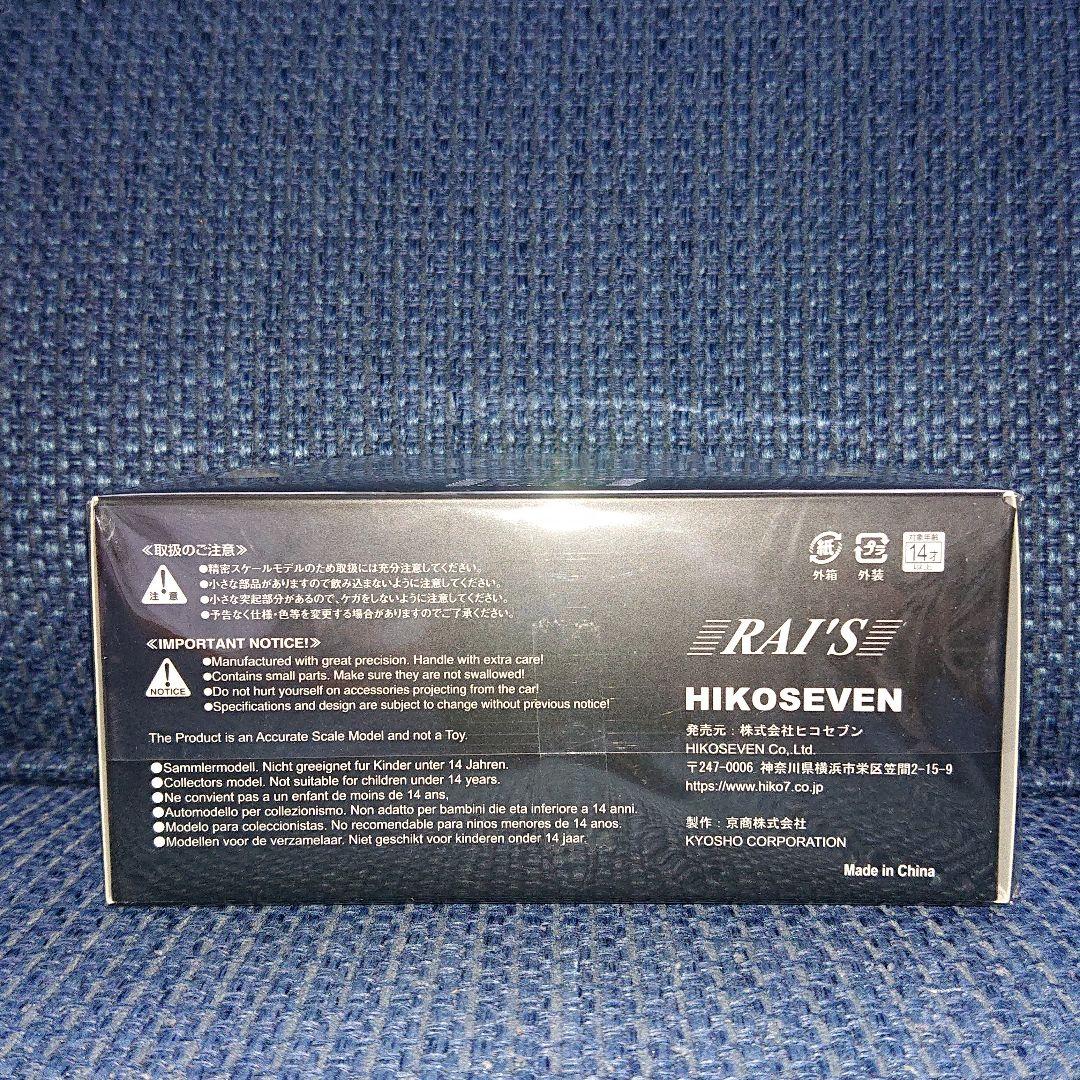 ≪取扱のご注意≫
注意
●精密スケールモデルのため取扱には充分注意してください。
●小さな部品がありますので飲み込まないように注意してください。
●小さな突起部分があるので、ケガをしないように注意してください。
●予告なく仕様・色等を変更する場合がありますのでご了承ください。
≪IMPORTANT NOTICE!≫
NOTICE
●Manufactured with great precision. Handle with extra care!
●Contains small parts. Make sure they are not swallowed!
●Do not hurt yourself on accessories projecting from the car!
●Specifications and design are subject to change without previous notice!
The Product is an Accurate Scale Model and not a Toy.
●Sammlermodell. Nicht greeignet fur Kinder unter 14 Jahren.
●Collectors model. Not suitable for children under 14 years.
●Ne convient pas a un enfant de moins de 14 ans,
●Automodello per collezionismo. Non adatto per bambini die eta inferiore a 14 anni.
●Modelo para coleccionistas. No recomendable para ninos menores de 14 anos.
●Modellen voor de verzamelaar. Niet geschikt voor kinderen onder 14 jaar.
紙
外箱
プラ
外装
対象年齢
14才
以上
RAI'S
HIKOSEVEN
発売元：株式会社ヒコセブン
HIKOSEVEN Co,.Ltd.
〒247-0006 神奈川県横浜市栄区笠間2-15-9
https://www.hiko7.co.jp
製作：京商株式会社
KYOSHO CORPORATION
Made in China